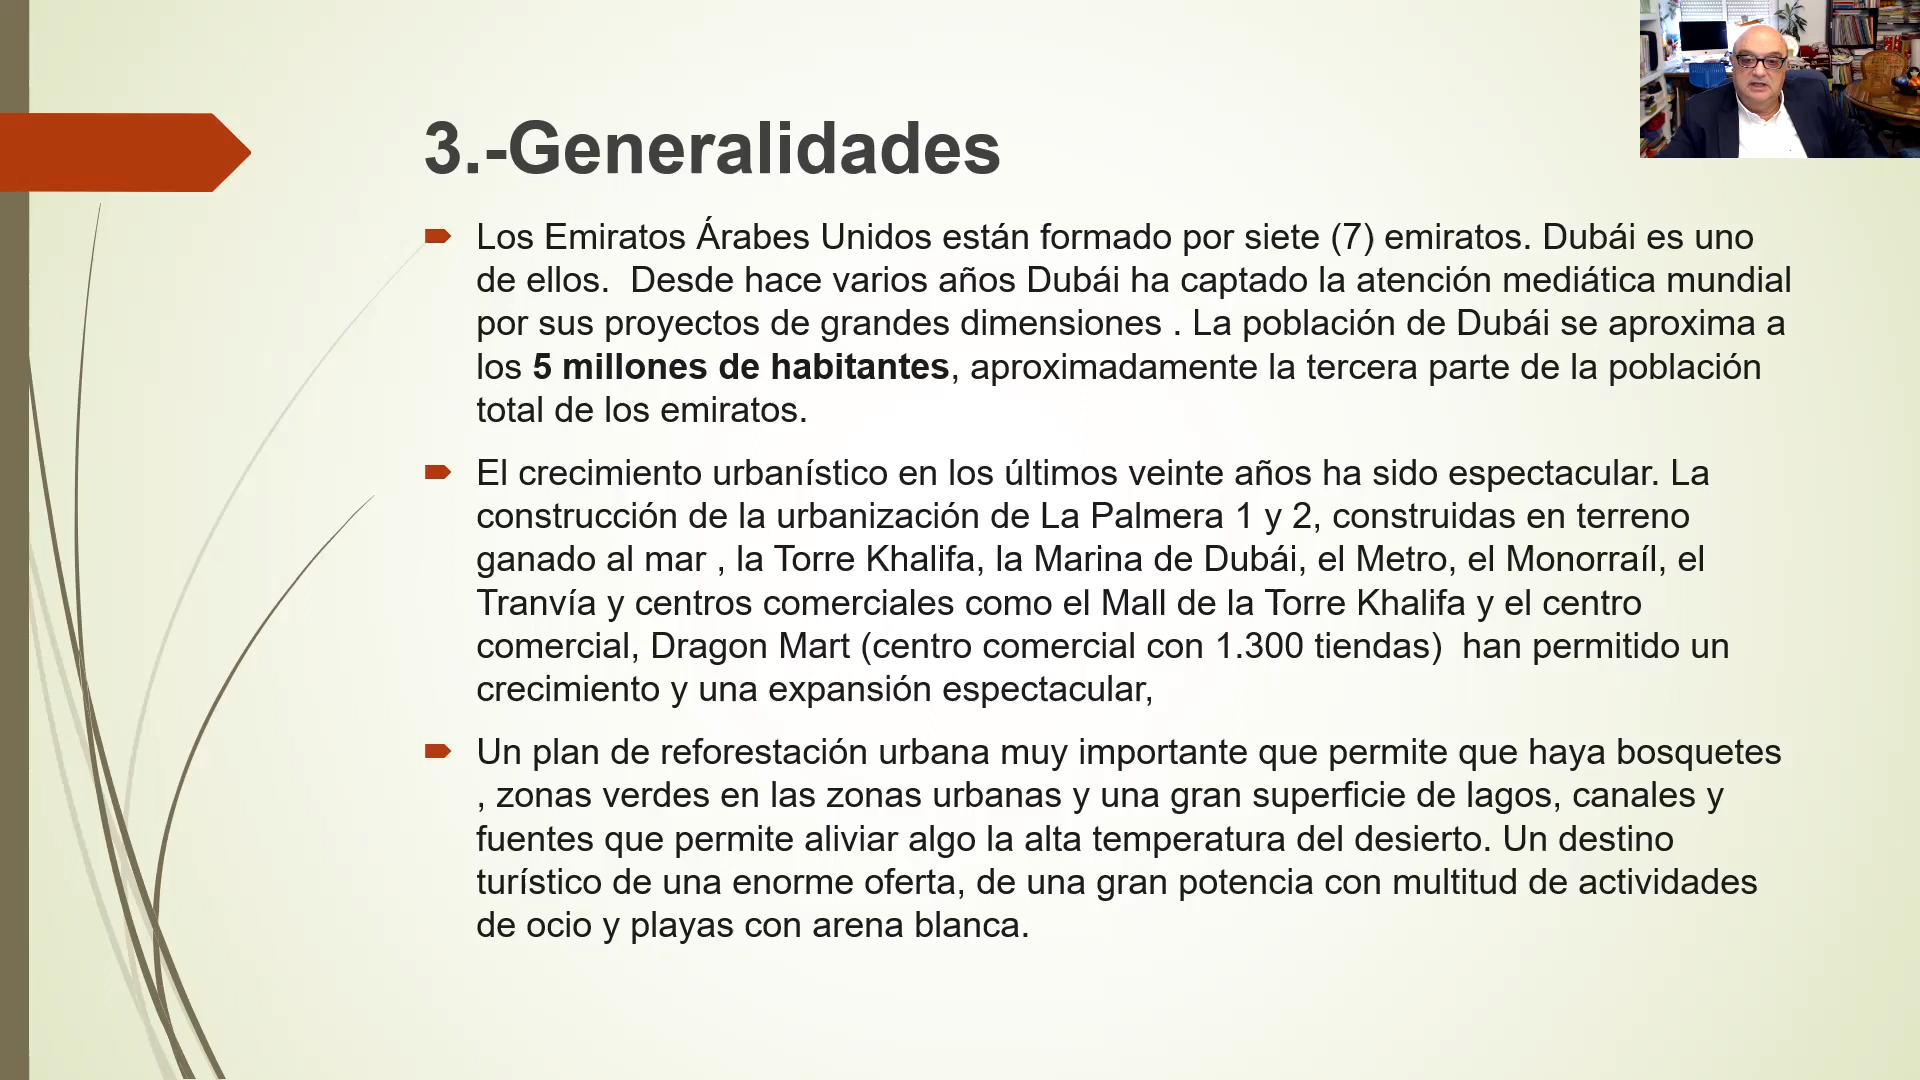 3.-Generalidades
Los Emiratos Árabes Unidos están formado por siete (7) emiratos. Dubái es uno
de ellos.  Desde hace varios años Dubái ha captado la atención mediática mundial
por sus proyectos de grandes dimensiones . La población de Dubái se aproxima a
los 5 millones de habitantes, aproximadamente la tercera parte de la población
total de los emiratos.
El crecimiento urbanístico en los últimos veinte años ha sido espectacular. La
construcción de la urbanización de La Palmera 1 y 2, construidas en terreno
ganado al mar , la Torre Khalifa, la Marina de Dubái, el Metro, el Monorraíl, el
Tranvía y centros comerciales como el Mall de la Torre Khalifa y el centro
comercial, Dragon Mart (centro comercial con 1.300 tiendas)  han permitido un
crecimiento y una expansión espectacular,
Un plan de reforestación urbana muy importante que permite que haya bosquetes
, zonas verdes en las zonas urbanas y una gran superficie de lagos, canales y
fuentes que permite aliviar algo la alta temperatura del desierto. Un destino
turístico de una enorme oferta, de una gran potencia con multitud de actividades
de ocio y playas con arena blanca.